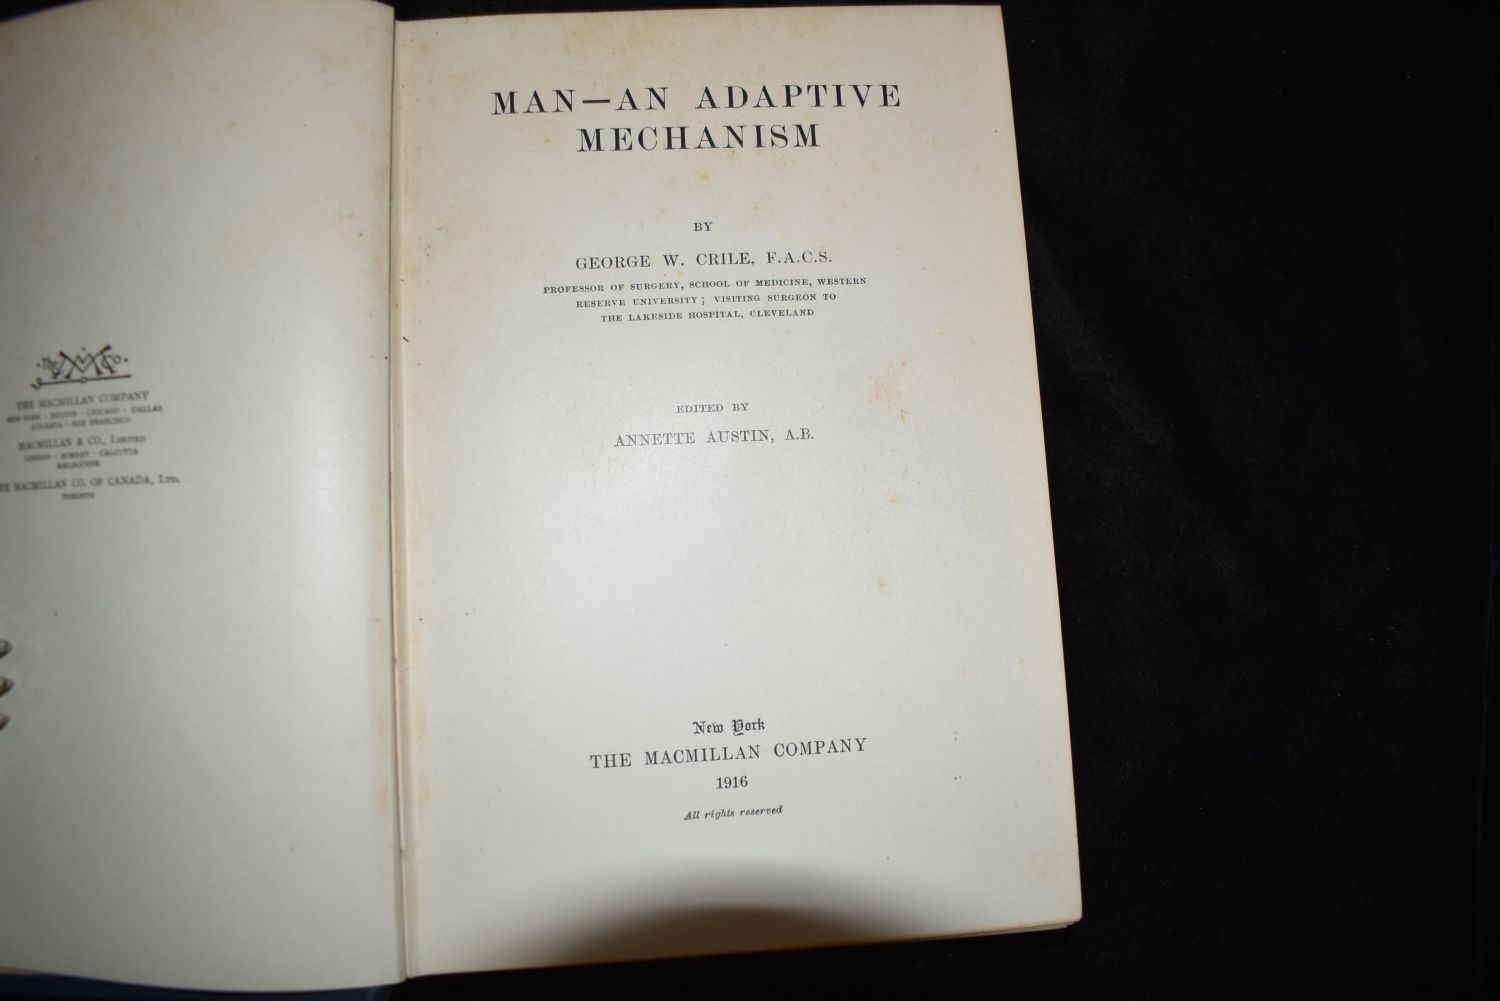 The M Co.
THE MACMILLAN COMPANY
NEW YORK · BOSTON · CHICAGO · DALLAS
ATLANTA · SAN FRANCISCO
MACMILLAN & CO., LIMITED
LONDON · BOMBAY · CALCUTTA
MELBOURNE
THE MACMILLAN CO. OF CANADA, LTD.
TORONTO
MAN—AN ADAPTIVE
MECHANISM
BY
GEORGE W. CRILE, F.A.C.S.
PROFESSOR OF SURGERY, SCHOOL OF MEDICINE, WESTERN
RESERVE UNIVERSITY; VISITING SURGEON TO
THE LAKESIDE HOSPITAL, CLEVELAND
EDITED BY
ANNETTE AUSTIN, A.B.
New York
THE MACMILLAN COMPANY
1916
All rights reserved